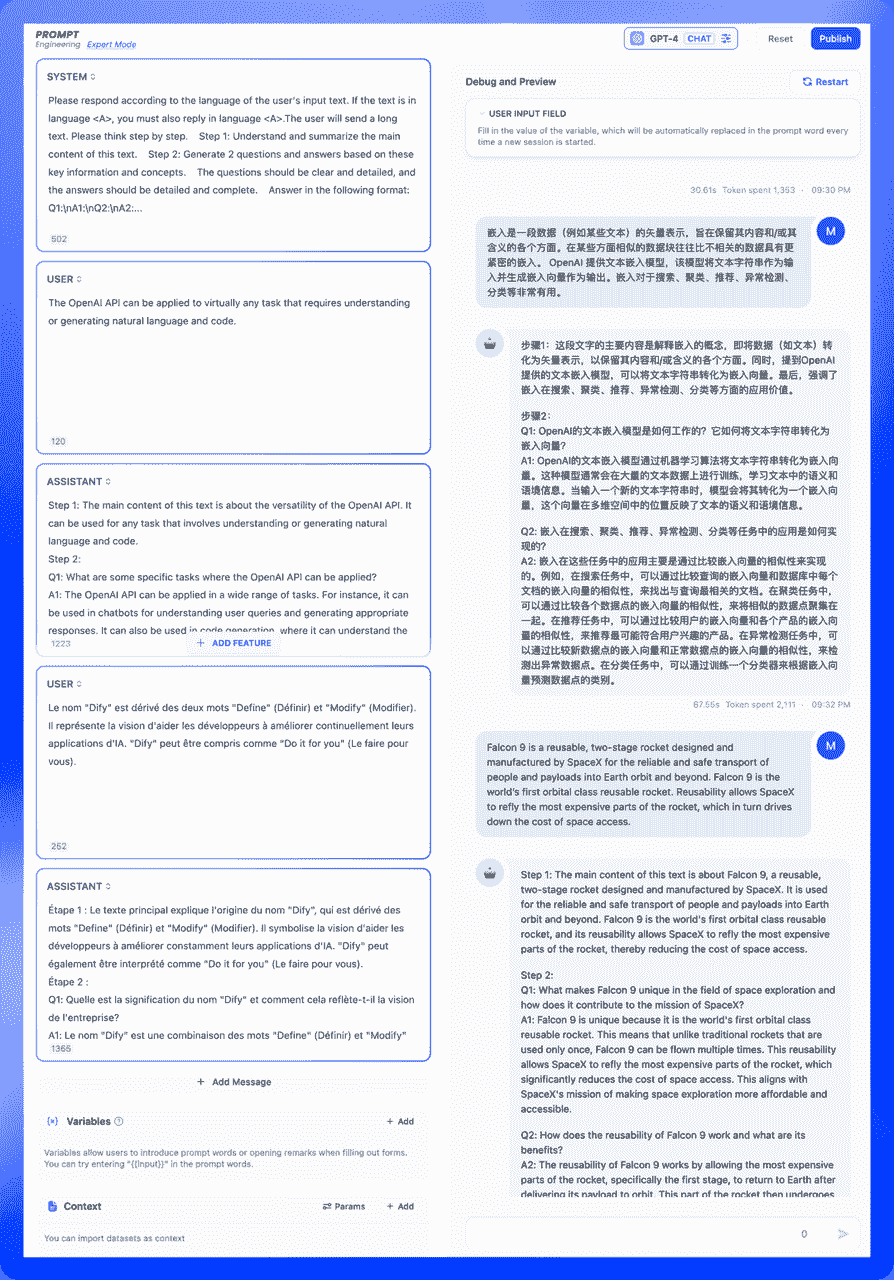 PROMPT
Engineering Expert Mode
GPT-4 CHAT
Reset
Publish
SYSTEM
Please respond according to the language of the user's input text. If the text is in
language <A>, you must also reply in language <A>.The user will send a long
text. Please think step by step. Step 1: Understand and summarize the main
content of this text. Step 2: Generate 2 questions and answers based on these
key information and concepts. The questions should be clear and detailed, and
the answers should be detailed and complete. Answer in the following format:
Q1:\nA1:\nQ2:\nA2:...
502
USER
The OpenAI API can be applied to virtually any task that requires understanding
or generating natural language and code.
120
ASSISTANT
Step 1: The main content of this text is about the versatility of the OpenAI API. It
can be used for any task that involves understanding or generating natural
language and code.
Step 2:
Q1: What are some specific tasks where the OpenAI API can be applied?
A1: The OpenAI API can be applied in a wide range of tasks. For instance, it can
be used in chatbots for understanding user queries and generating appropriate
responses. It can also be used in code generation, where it can understand the
1223
+ ADD FEATURE
USER
Le nom "Dify" est dérivé des deux mots "Define" (Définir) et "Modify" (Modifier).
Il représente la vision d'aider les développeurs à améliorer continuellement leurs
applications d'IA. "Dify" peut être compris comme "Do it for you" (Le faire pour
vous).
252
ASSISTANT
Étape 1 : Le texte principal explique l'origine du nom "Dify", qui est dérivé des
mots "Define" (Définir) et "Modify" (Modifier). Il symbolise la vision d'aider les
développeurs à améliorer constamment leurs applications d'IA. "Dify" peut
également être interprété comme "Do it for you" (Le faire pour vous).
Étape 2 :
Q1: Quelle est la signification du nom "Dify" et comment cela reflète-t-il la vision
de l'entreprise?
A1: Le nom "Dify" est une combinaison des mots "Define" (Définir) et "Modify"
1365
+ Add Message
Variables
+ Add
Variables allow users to introduce prompt words or opening remarks when filling out forms.
You can try entering "{{input}}" in the prompt words.
Context
Params
+ Add
You can import datasets as context
Debug and Preview
Restart
USER INPUT FIELD
Fill in the value of the variable, which will be automatically replaced in the prompt word every
time a new session is started.
30.61s Token spent 1,353 · 09:30 PM
M
嵌入是一段数据（例如某些文本）的矢量表示，旨在保留其内容和/或其
含义的各个方面。在某些方面相似的数据块往往比不相关的数据具有更
紧密的嵌入。 OpenAI 提供文本嵌入模型，该模型将文本字符串作为输
入并生成嵌入向量作为输出。嵌入对于搜索、聚类、推荐、异常检测、
分类等非常有用。
步骤1：这段文字的主要内容是解释嵌入的概念，即将数据（如文本）转
化为矢量表示，以保留其内容和/或含义的各个方面。同时，提到OpenAI
提供的文本嵌入模型，可以将文本字符串转化为嵌入向量。最后，强调了
嵌入在搜索、聚类、推荐、异常检测、分类等方面的应用价值。
步骤2：
Q1: OpenAI的文本嵌入模型是如何工作的？它如何将文本字符串转化为
嵌入向量？
A1: OpenAI的文本嵌入模型通过机器学习算法将文本字符串转化为嵌入向
量。这种模型通常会在大量的文本数据上进行训练，学习文本中的语义和
语境信息。当输入一个新的文本字符串时，模型会将其转化为一个嵌入向
量，这个向量在多维空间中的位置反映了文本的语义和语境信息。
Q2: 嵌入在搜索、聚类、推荐、异常检测、分类等任务中的应用是如何实
现的？
A2: 嵌入在这些任务中的应用主要是通过比较嵌入向量的相似性来实现
的。例如，在搜索任务中，可以通过比较查询的嵌入向量和数据库中每个
文档的嵌入向量的相似性，来找出与查询最相关的文档。在聚类任务中，
可以通过比较各个数据点的嵌入向量的相似性，来将相似的数据点聚集在
一起。在推荐任务中，可以通过比较用户的嵌入向量和各个产品的嵌入向
量的相似性，来推荐最可能符合用户兴趣的产品。在异常检测任务中，可
以通过比较新数据点的嵌入向量和正常数据点的嵌入向量的相似性，来检
测出异常数据点。在分类任务中，可以通过训练一个分类器来根据嵌入向
量预测数据点的类别。
67.55s Token spent 2,111 · 09:32 PM
M
Falcon 9 is a reusable, two-stage rocket designed and
manufactured by SpaceX for the reliable and safe transport of
people and payloads into Earth orbit and beyond. Falcon 9 is the
world's first orbital class reusable rocket. Reusability allows SpaceX
to refly the most expensive parts of the rocket, which in turn drives
down the cost of space access.
Step 1: The main content of this text is about Falcon 9, a reusable,
two-stage rocket designed and manufactured by SpaceX. It is used
for the reliable and safe transport of people and payloads into Earth
orbit and beyond. Falcon 9 is the world's first orbital class reusable
rocket, and its reusability allows SpaceX to refly the most expensive
parts of the rocket, thereby reducing the cost of space access.
Step 2:
Q1: What makes Falcon 9 unique in the field of space exploration and
how does it contribute to the mission of SpaceX?
A1: Falcon 9 is unique because it is the world's first orbital class
reusable rocket. This means that unlike traditional rockets that are
used only once, Falcon 9 can be flown multiple times. This reusability
allows SpaceX to refly the most expensive parts of the rocket, which
significantly reduces the cost of space access. This aligns with
SpaceX's mission of making space exploration more affordable and
accessible.
Q2: How does the reusability of Falcon 9 work and what are its
benefits?
A2: The reusability of Falcon 9 works by allowing the most expensive
parts of the rocket, specifically the first stage, to return to Earth after
delivering its payload to orbit. This part of the rocket then undergoes
0